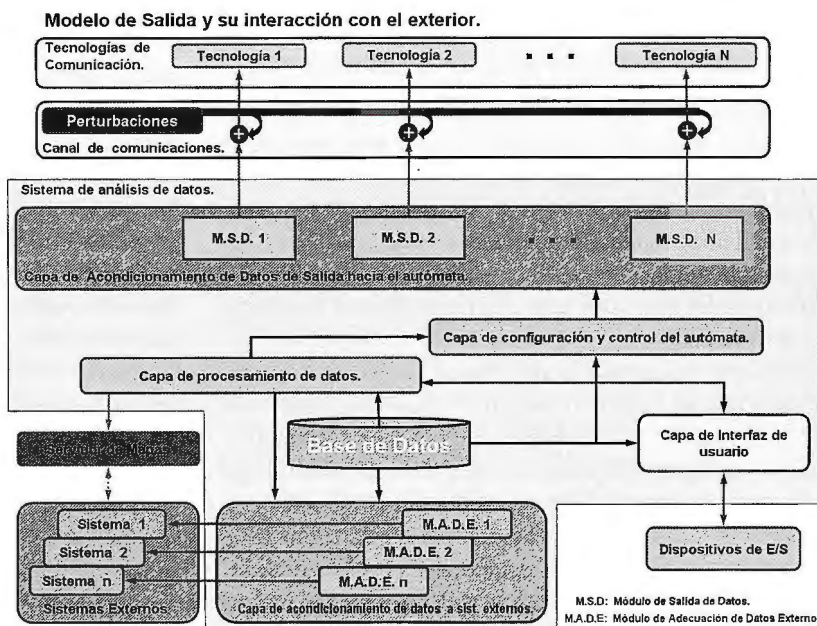 Modelo de Salida y su interacción con el exterior.
Tecnologías de
Comunicación.
Tecnología 1
Tecnología 2
Tecnología N
Perturbaciones
Canal de comunicaciones.
Sistema de análisis de datos.
M.S.D. 1
M.S.D. 2
M.S.D. N
Capa de Acondicionamiento de Datos de Salida hacia el autómata.
Capa de configuración y control del autómata.
Capa de procesamiento de datos.
Servidor de Mapas
Base de Datos
Capa de Interfaz de
usuario
Sistema 1
Sistema 2
Sistema n
Sistemas Externos
M.A.D.E. 1
M.A.D.E. 2
M.A.D.E. n
Capa de acondicionamiento de datos a sist. externos.
Dispositivos de E/S
M.S.D: Módulo de Salida de Datos.
M.A.D.E: Módulo de Adecuación de Datos Externo